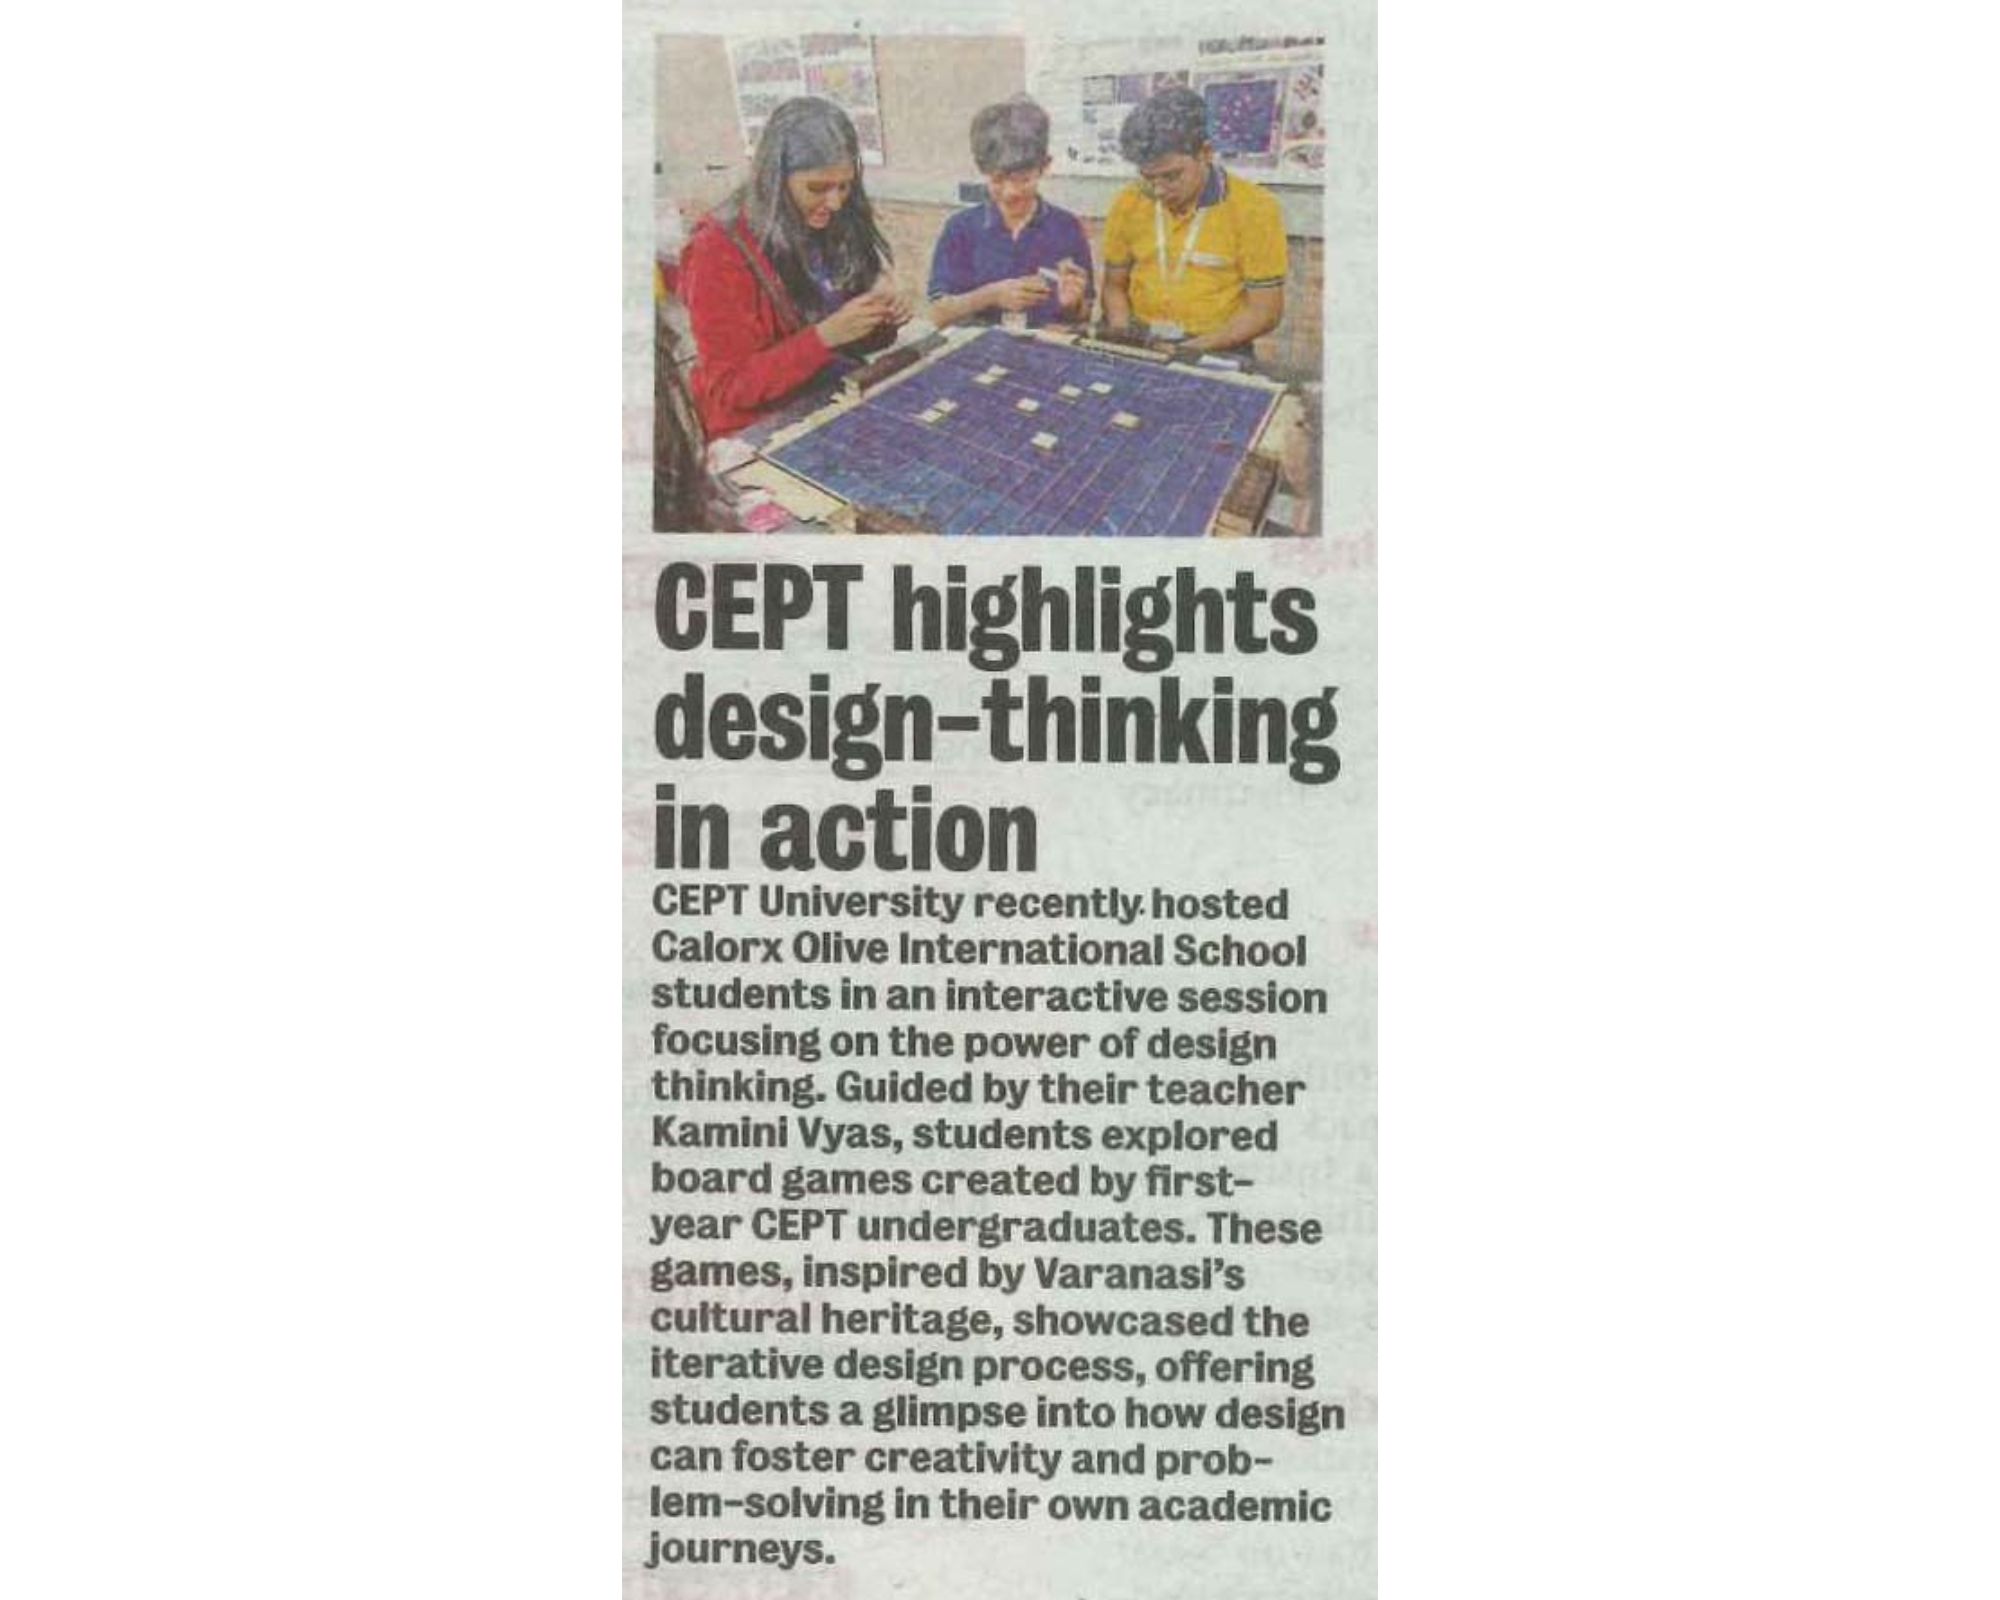 CEPT highlights
design-thinking
in action
CEPT University recently hosted
Calorx Olive International School
students in an interactive session
focusing on the power of design
thinking. Guided by their teacher
Kamini Vyas, students explored
board games created by first-
year CEPT undergraduates. These
games, inspired by Varanasi's
cultural heritage, showcased the
iterative design process, offering
students a glimpse into how design
can foster creativity and prob-
lem-solving in their own academic
journeys.